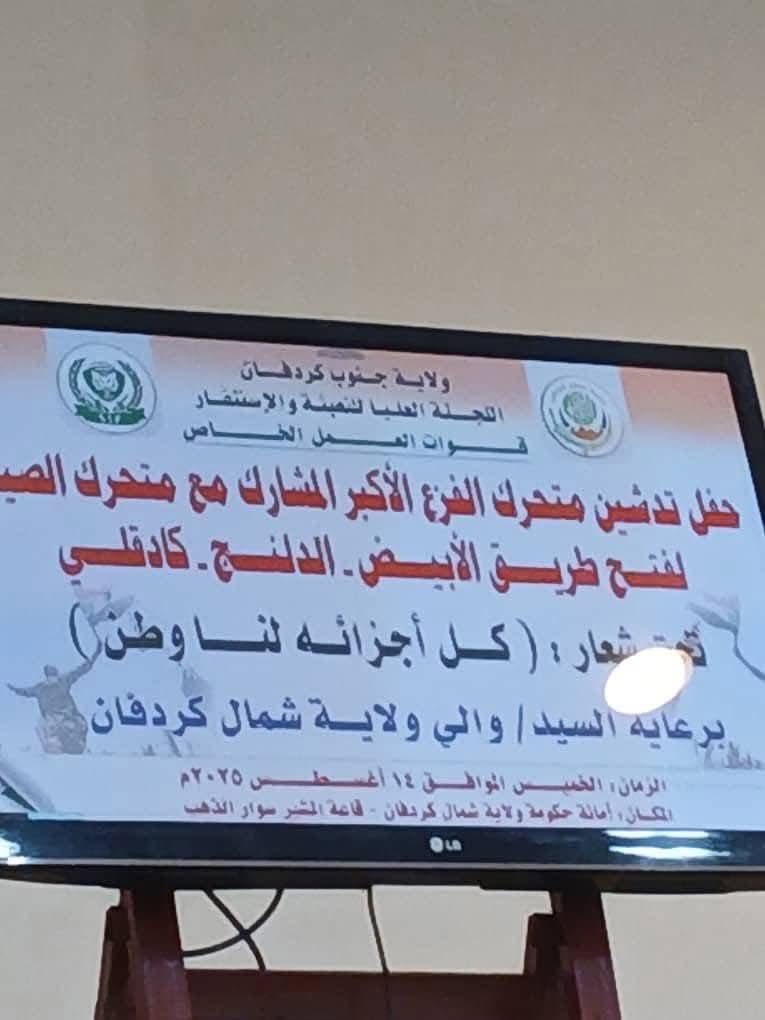 ولاية جنوب كردفان
اللجنة العليا للتعبئة والإستنفار
قوات العمل الخاص
حفل تدشين متحرك الفزع الأكبر المشارك مع متحرك الصيا
لفتح طريق الأبيض - الدلنج - كادقلي
تحت شعار : ( كل أجزائه لنا وطن )
برعاية السيد / والي ولاية شمال كردفان
الزمان : الخميس الموافق ١٤ أغسطس ٢٠٢٥م
المكان : أمانة حكومة ولاية شمال كردفان - قاعة المشير سوار الذهب
LG